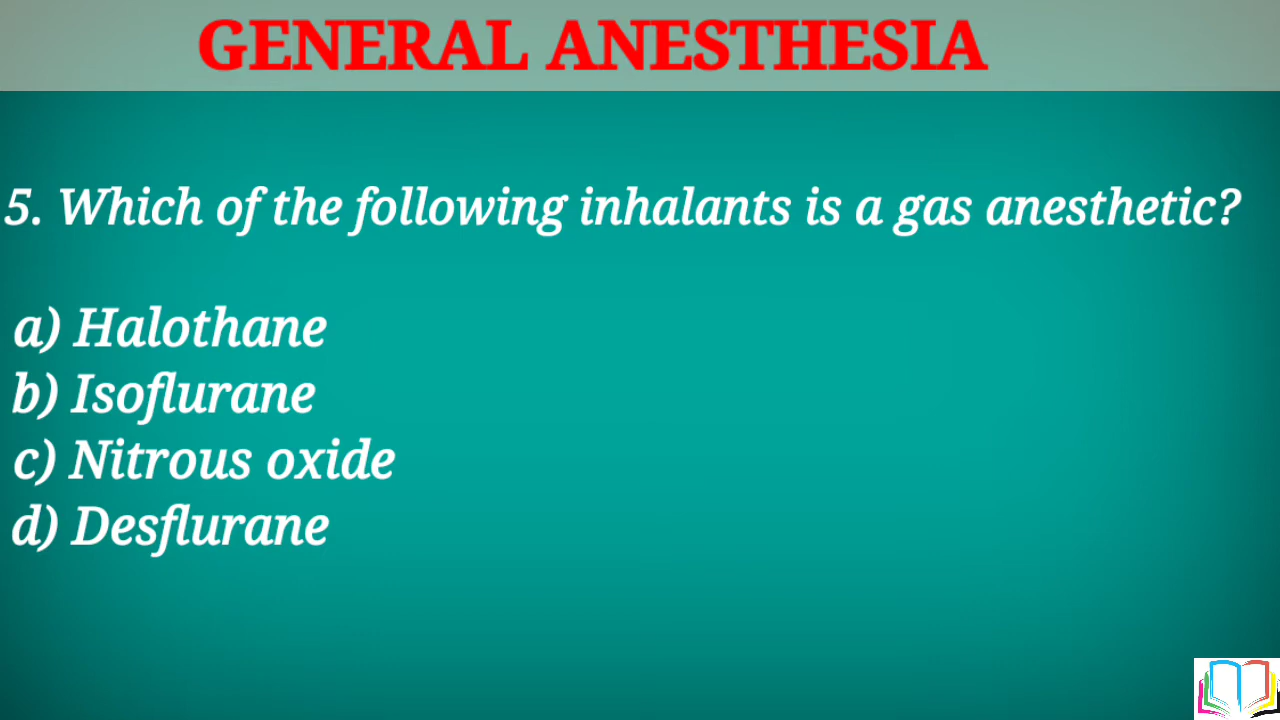 GENERAL ANESTHESIA
5. Which of the following inhalants is a gas anesthetic?
a) Halothane
b) Isoflurane
c) Nitrous oxide
d) Desflurane